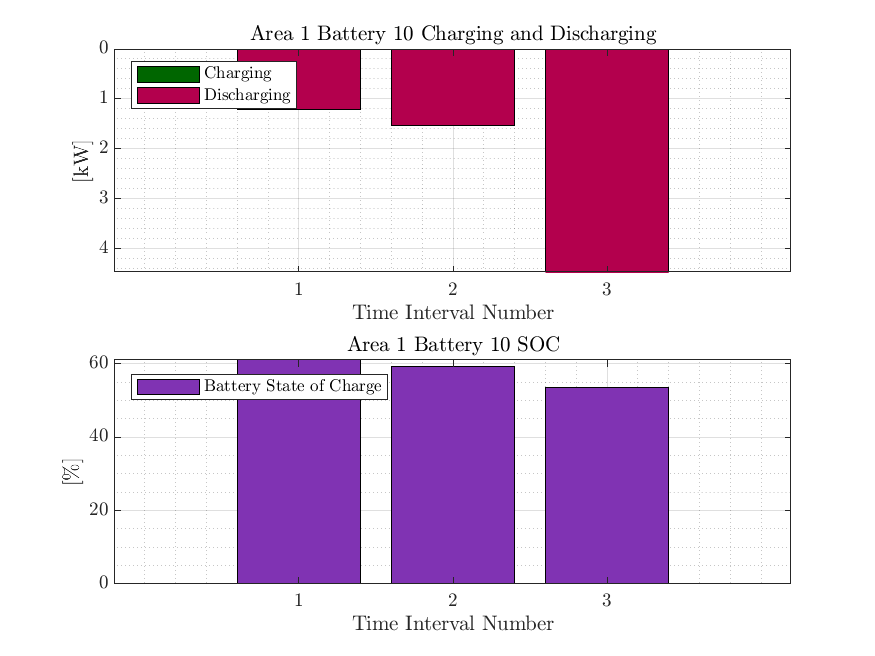 Area 1 Battery 10 Charging and Discharging
0
1
2
3
4
[kW]
Charging
Discharging
1 2 3
Time Interval Number
Area 1 Battery 10 SOC
60
40
20
0
[%]
Battery State of Charge
1 2 3
Time Interval Number